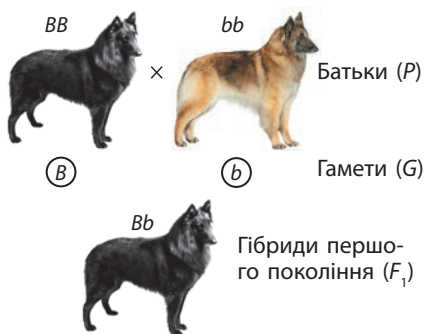 BB bb
×
Батьки (P)
B b
Гамети (G)
Bb
Гібриди першо-
го покоління (F₁)